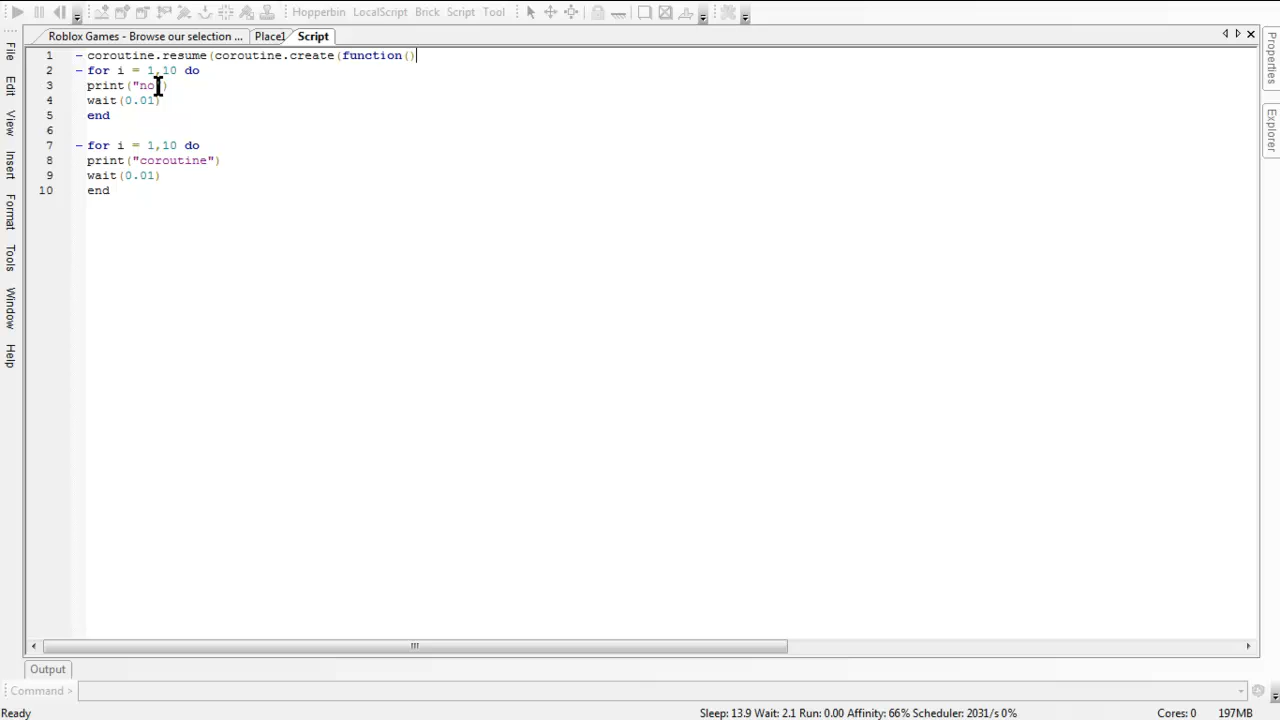 Hopperbin LocalScript Brick Script Tool
Roblox Games - Browse our selection ... Place1 Script
File
Edit
View
Insert
Format
Tools
Window
Help
1 coroutine.resume(coroutine.create(function()
2 for i = 1,10 do
3 print("no")
4 wait(0.01)
5 end
6
7 for i = 1,10 do
8 print("coroutine")
9 wait(0.01)
10 end
Properties
Explorer
Output
Command >
Ready Sleep: 13.9 Wait: 2.1 Run: 0.00 Affinity: 66% Scheduler: 2031/s 0% Cores: 0 197MB